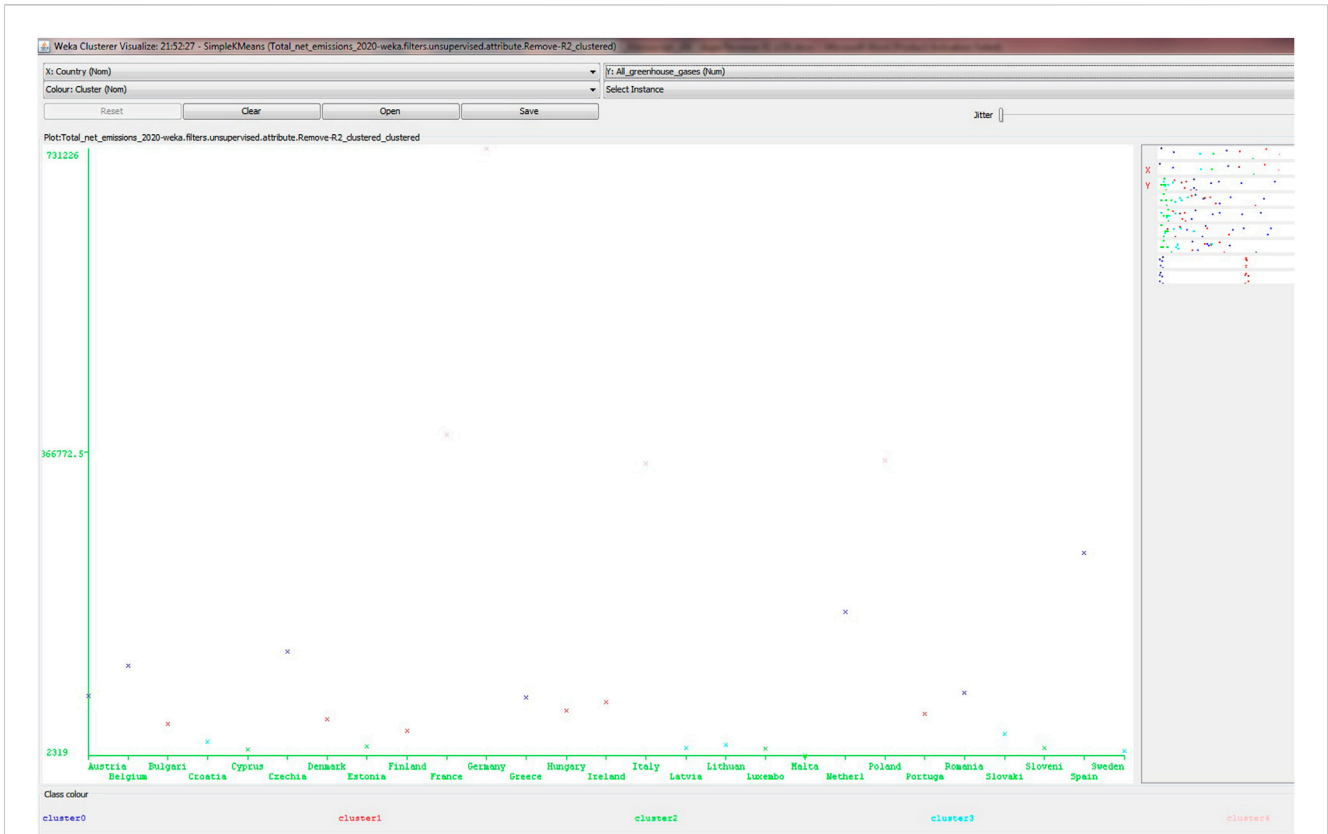 Weka Clusterer Visualize: 21:52:27 - SimpleKMeans (Total_net_emissions_2020-weka.filters.unsupervised.attribute.Remove-R2_clustered)
X: Country (Nom) Y: All_greenhouse_gases (Num)
Colour: Cluster (Nom) Select Instance
Reset Clear Open Save Jitter
Plot:Total_net_emissions_2020-weka.filters.unsupervised.attribute.Remove-R2_clustered_clustered
731226
X
Y
366772.5
2319
Austria Bulgari Cyprus Denmark Finland Germany Hungary Italy Lithuan Malta Poland Romania Sloveni Sweden
Belgium Croatia Czechia Estonia France Greece Ireland Latvia Luxembo Netherl Portuga Slovaki Spain
Class colour
cluster0 cluster1 cluster2 cluster3 cluster4